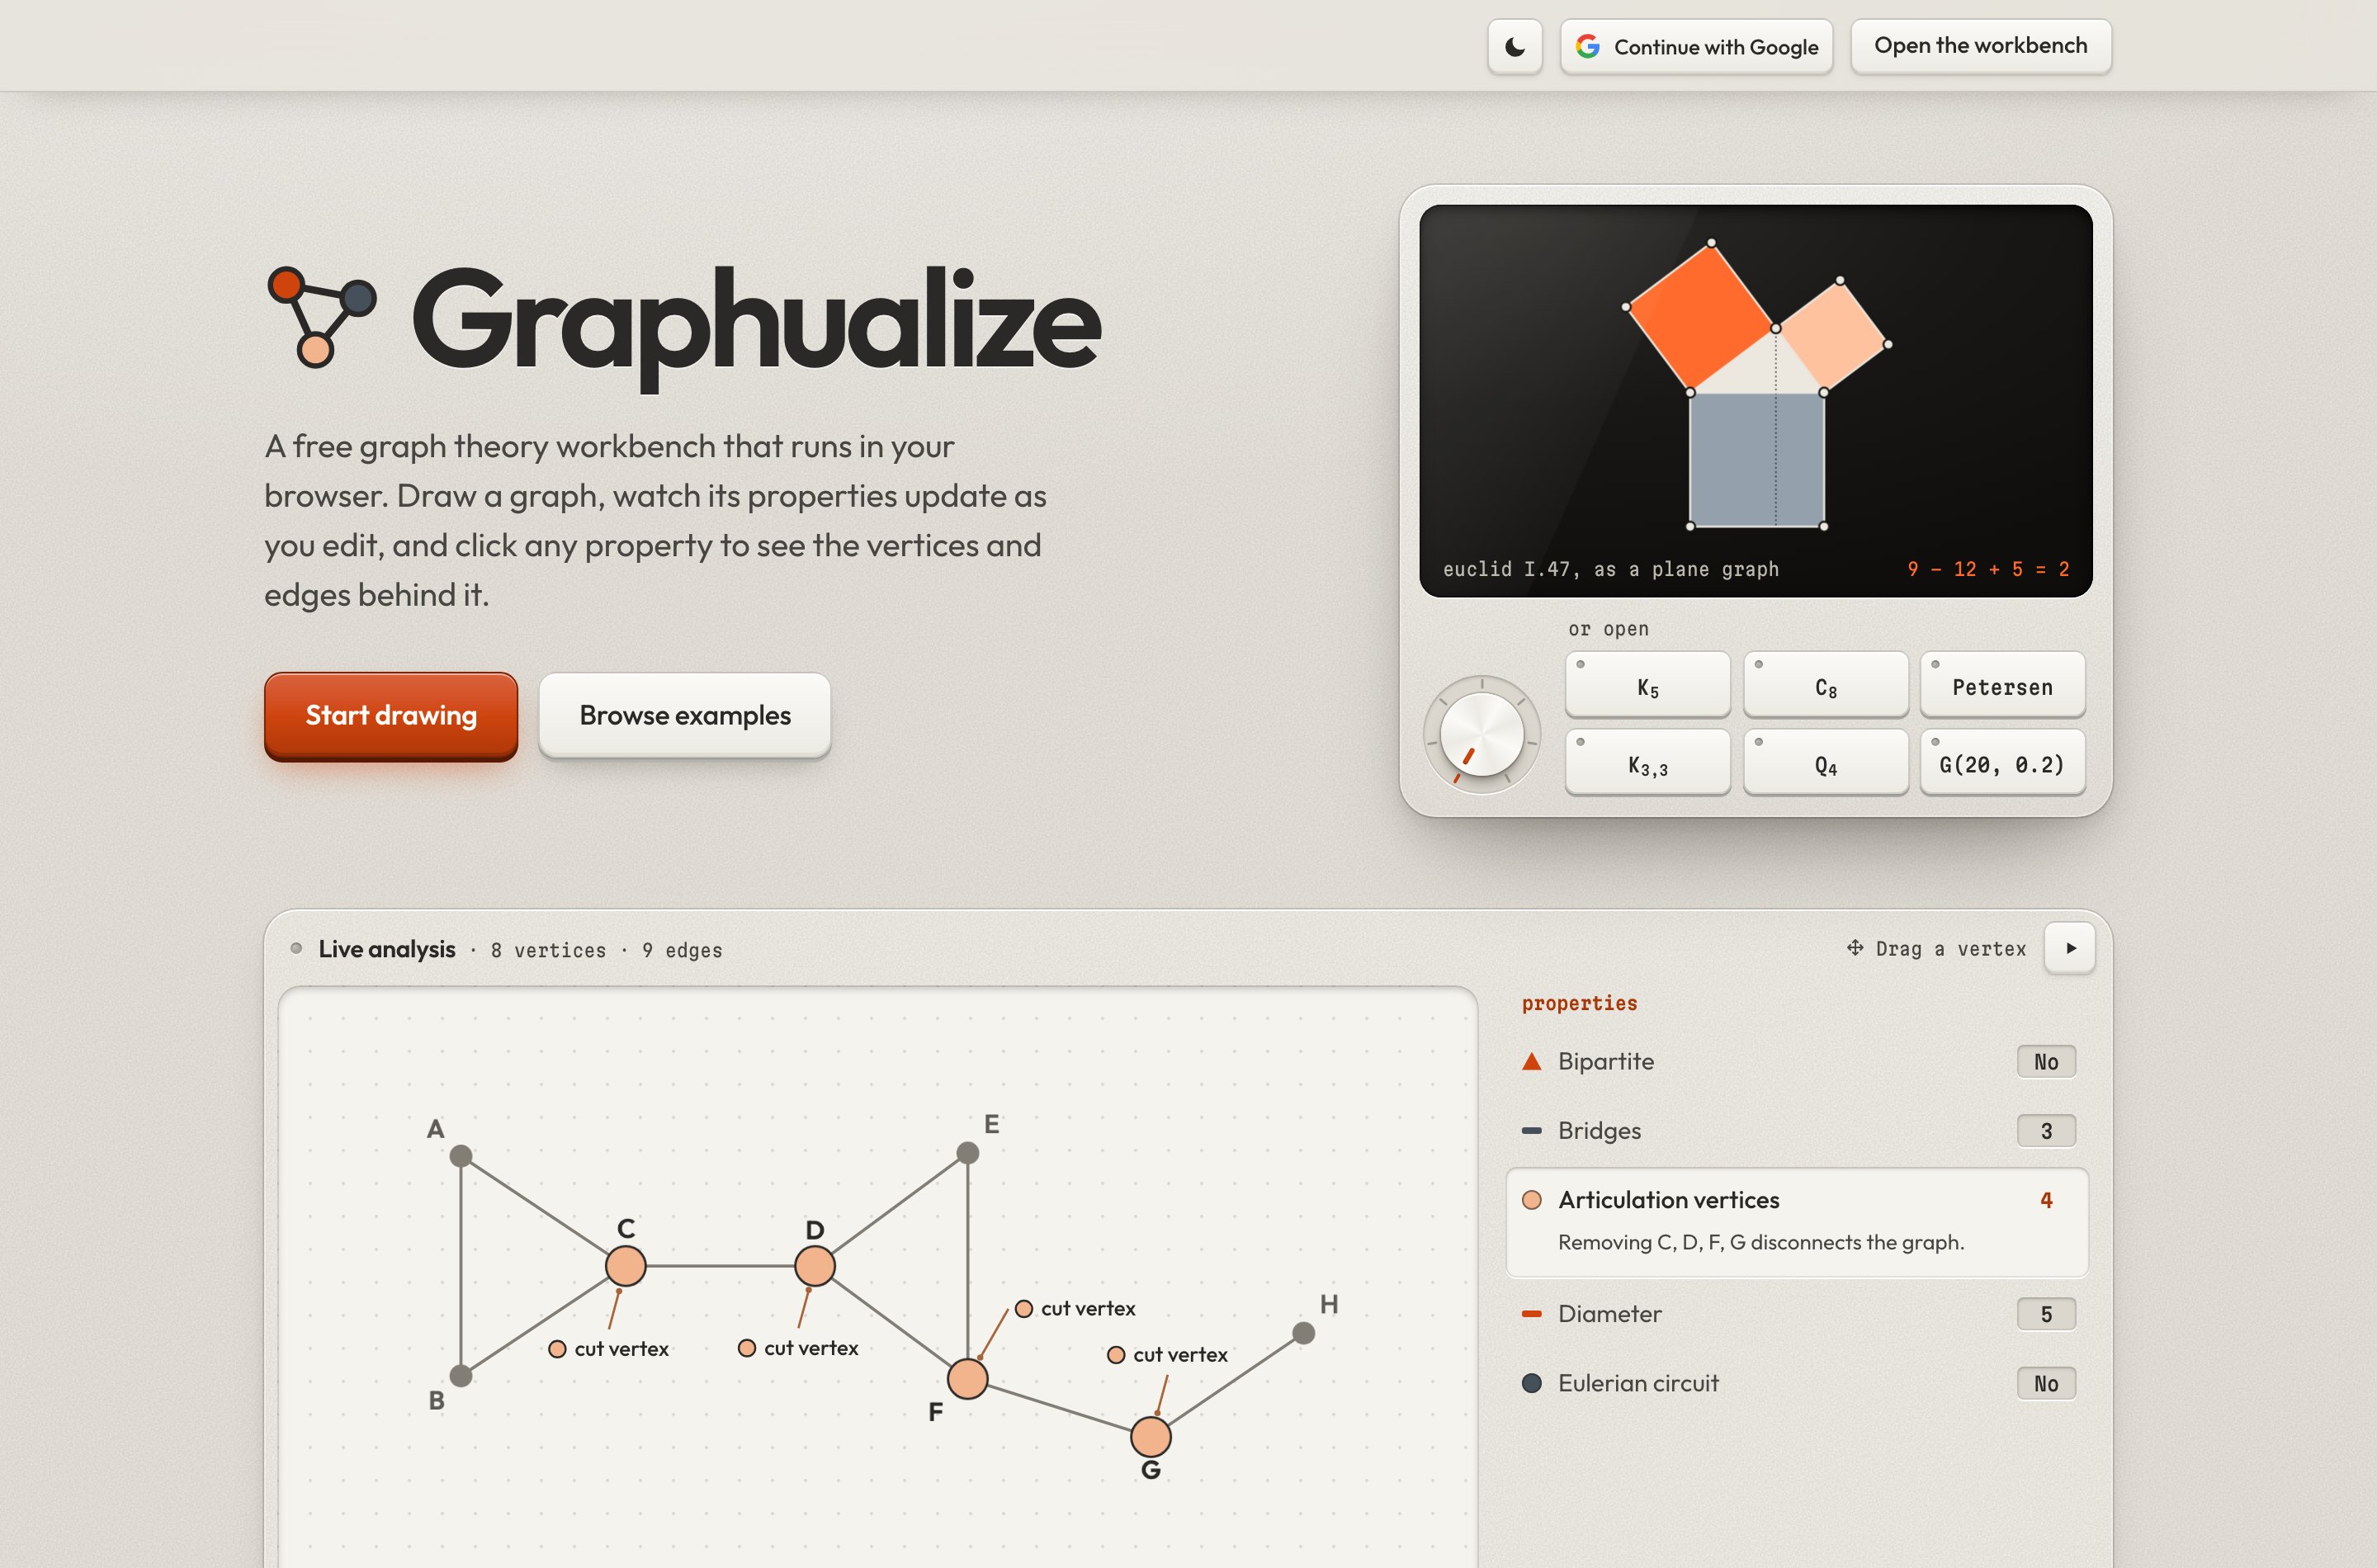 Continue with Google
Open the workbench
Graphualize
A free graph theory workbench that runs in your
browser. Draw a graph, watch its properties update as
you edit, and click any property to see the vertices and
edges behind it.
Start drawing
Browse examples
euclid I.47, as a plane graph
9 − 12 + 5 = 2
or open
K₅
C₈
Petersen
K₃,₃
Q₄
G(20, 0.2)
Live analysis · 8 vertices · 9 edges
Drag a vertex
A
E
C
D
H
B
F
G
cut vertex
cut vertex
cut vertex
cut vertex
properties
Bipartite No
Bridges 3
Articulation vertices 4
Removing C, D, F, G disconnects the graph.
Diameter 5
Eulerian circuit No